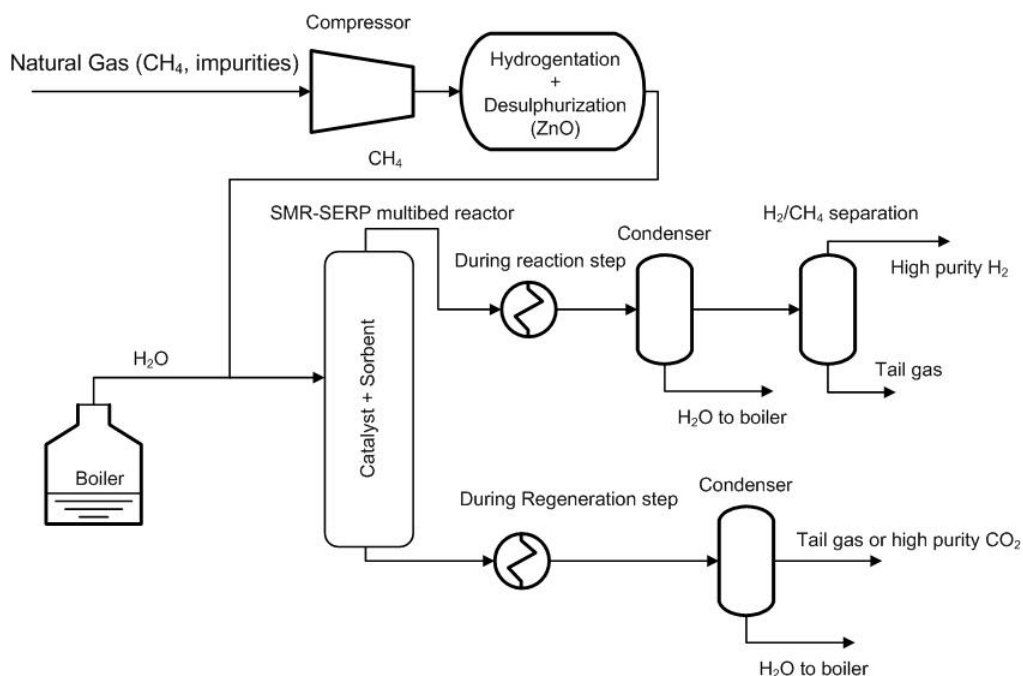 Compressor
Natural Gas (CH₄, impurities)
Hydrogentation
+
Desulphurization
(ZnO)
CH₄
SMR-SERP multibed reactor
H₂/CH₄ separation
Condenser
During reaction step
High purity H₂
H₂O
Catalyst + Sorbent
Tail gas
H₂O to boiler
Boiler
Condenser
During Regeneration step
Tail gas or high purity CO₂
H₂O to boiler